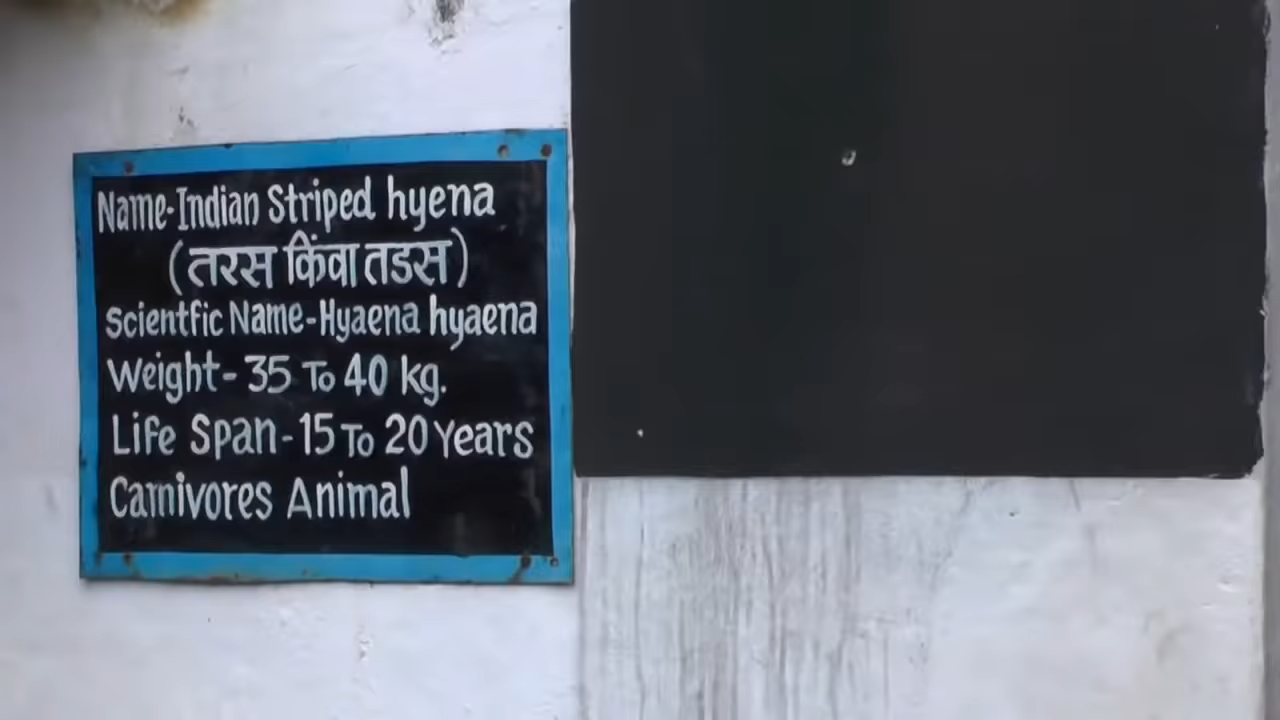 Name-Indian Striped hyena
(तरस किंवा तडस)
Scientfic Name-Hyaena hyaena
Weight- 35 To 40 kg.
Life Span-15 To 20 Years
Carnivores Animal